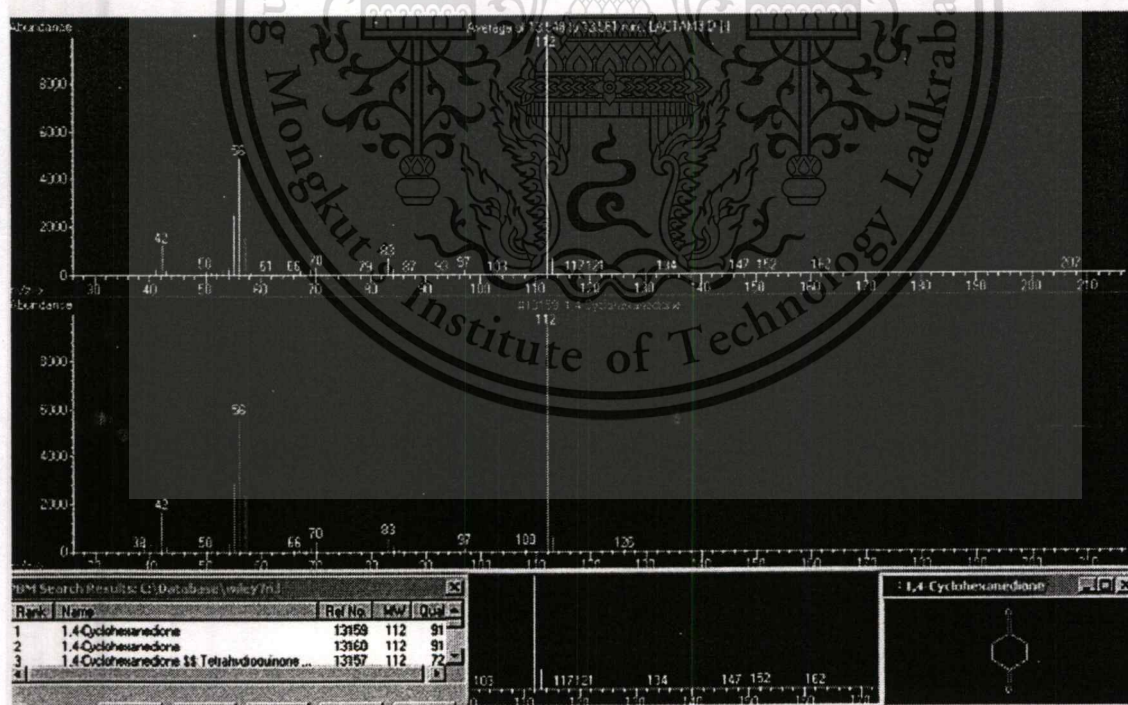 Abundance
Average of 13.548 to 13.561 min.: LACTAM3.D
112
8000
6000
56
4000
2000
42
70
83
50 61 66 79 87 93 97 103 117 121 134 147 152 162 202
0
30 40 50 60 70 80 90 100 110 120 130 140 150 160 170 180 190 200 210
Mongkut's Institute of Technology Ladkrab
Abundance
#13159: 1,4-Cyclohexanedione
112
8000
6000
56
4000
2000
42
38 50 66 70 83 97 126
0
PBM Search Results: C:\Database\wiley7n.l
Rank Name Ref No. MW Qual
1 1,4-Cyclohexanedione 13159 112 91
2 1,4-Cyclohexanedione 13160 112 91
3 1,4-Cyclohexanedione $$ Tetrahydroquinone ... 13157 112 72
103 117 121 134 147 152 162
: 1,4-Cyclohexanedione